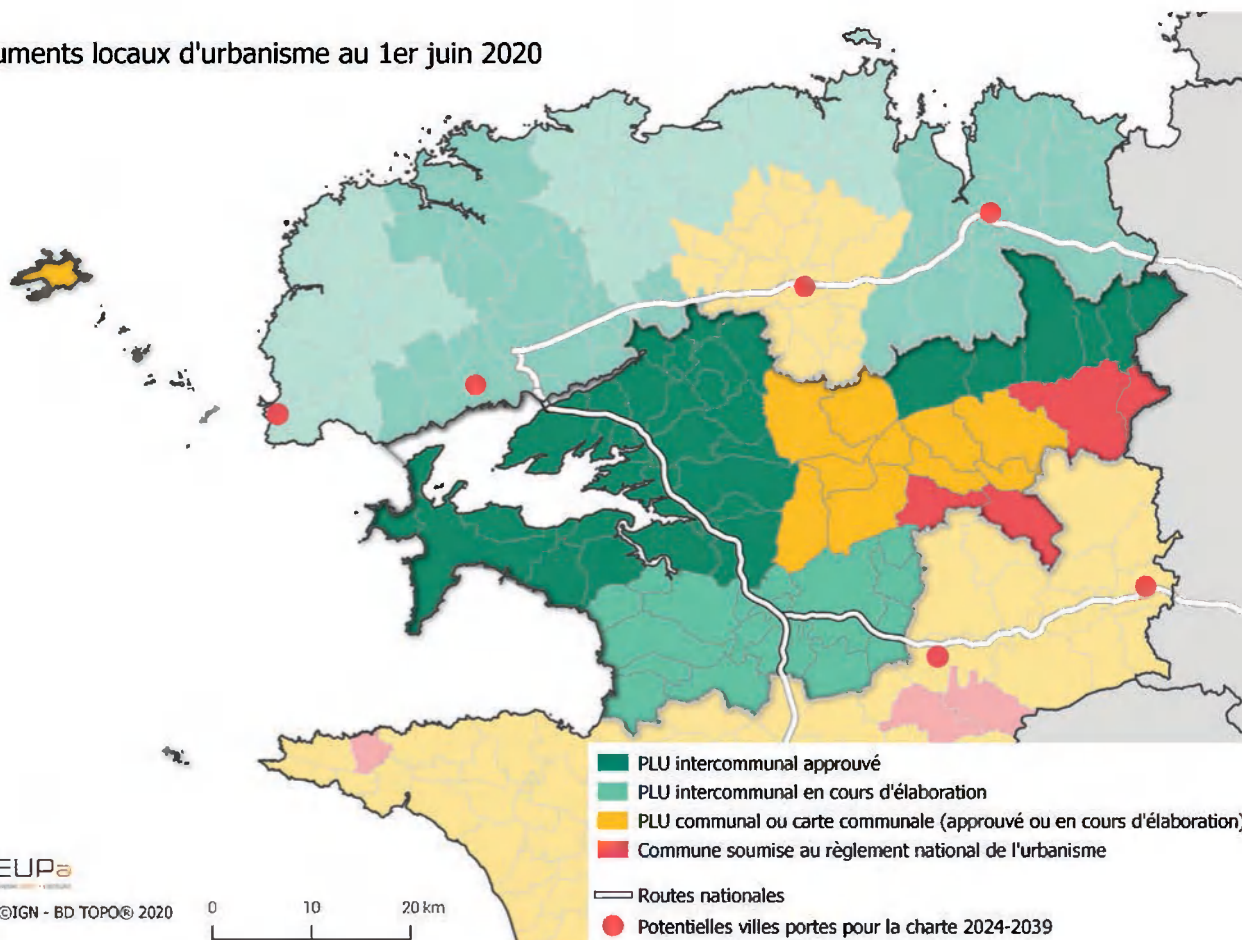 uments locaux d'urbanisme au 1er juin 2020
PLU intercommunal approuvé
PLU intercommunal en cours d'élaboration
PLU communal ou carte communale (approuvé ou en cours d'élaboration)
Commune soumise au règlement national de l'urbanisme
Routes nationales
Potentielles villes portes pour la charte 2024-2039
EUPa
©IGN - BD TOPO® 2020
0 10 20 km